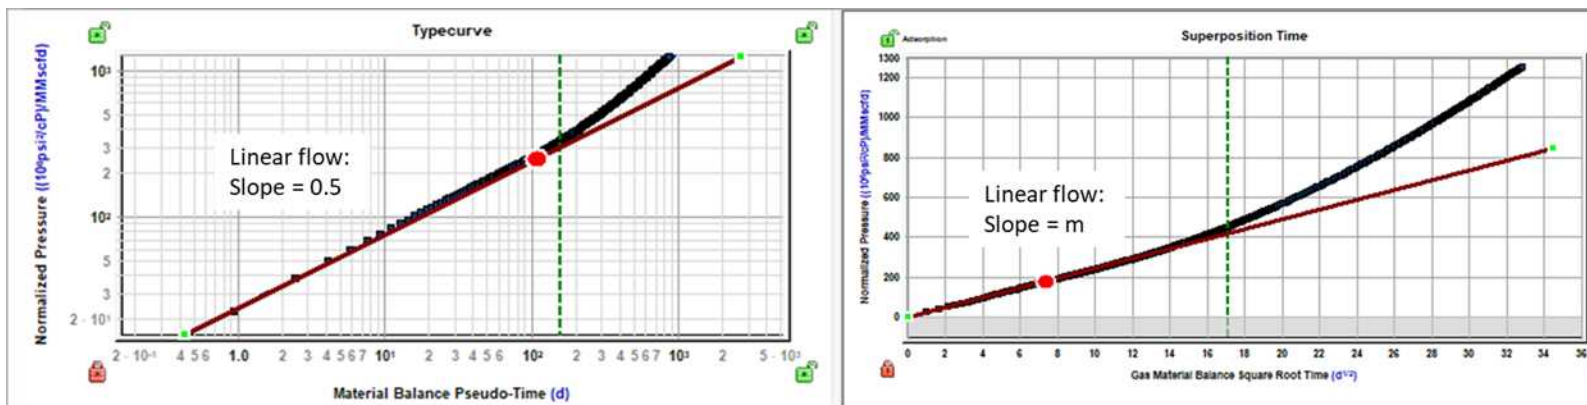 Typecurve
Normalized Pressure ((10⁶psi²/cP)/MMscfd)
10³
5
3
2
10²
5
3
2 · 10¹
Linear flow:
Slope = 0.5
2 · 10⁻¹ 4 5 6 1.0 2 3 4 5 6 7 10¹ 2 3 4 5 6 7 10² 2 3 4 5 6 7 10³ 2 5 · 10³
Material Balance Pseudo-Time (d)
Adsorption
Superposition Time
Normalized Pressure ((10⁶psi²/cP)/MMscfd)
1300
1200
1000
800
600
400
200
0
Linear flow:
Slope = m
0 2 4 6 8 10 12 14 16 18 20 22 24 26 28 30 32 34 36
Gas Material Balance Square Root Time (d¹/²)